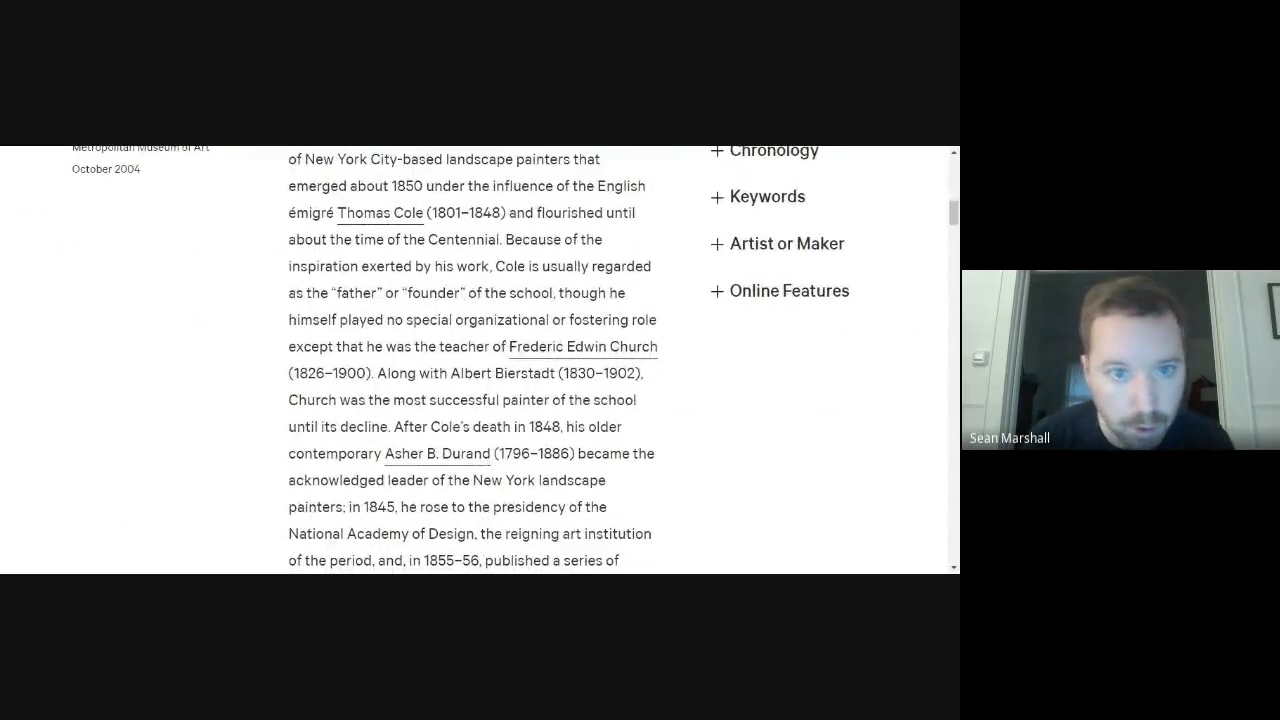 Metropolitan Museum of Art
October 2004
of New York City-based landscape painters that
emerged about 1850 under the influence of the English
émigré Thomas Cole (1801–1848) and flourished until
about the time of the Centennial. Because of the
inspiration exerted by his work, Cole is usually regarded
as the “father” or “founder” of the school, though he
himself played no special organizational or fostering role
except that he was the teacher of Frederic Edwin Church
(1826–1900). Along with Albert Bierstadt (1830–1902),
Church was the most successful painter of the school
until its decline. After Cole’s death in 1848, his older
contemporary Asher B. Durand (1796–1886) became the
acknowledged leader of the New York landscape
painters; in 1845, he rose to the presidency of the
National Academy of Design, the reigning art institution
of the period, and, in 1855–56, published a series of
+ Chronology
+ Keywords
+ Artist or Maker
+ Online Features
Sean Marshall